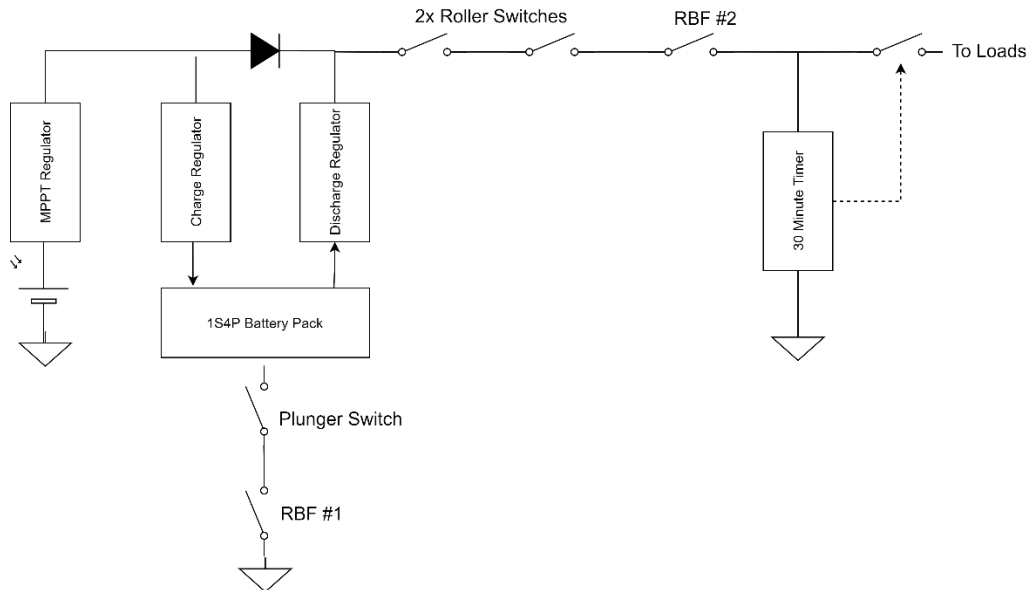 2x Roller Switches
RBF #2
To Loads
MPPT Regulator
Charge Regulator
Discharge Regulator
30 Minute Timer
1S4P Battery Pack
Plunger Switch
RBF #1